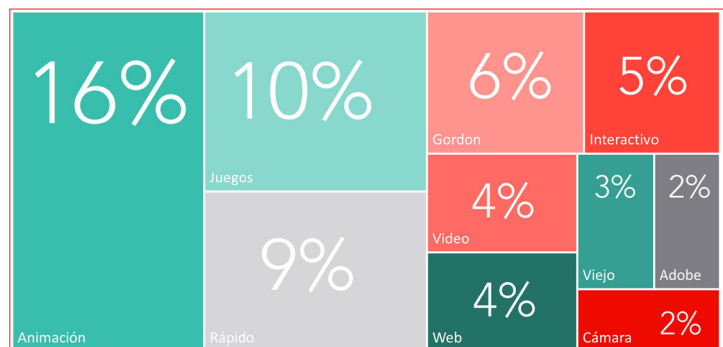 16%
Animación
10%
Juegos
9%
Rápido
6%
Gordon
5%
Interactivo
4%
Video
4%
Web
3%
Viejo
2%
Adobe
2%
Cámara